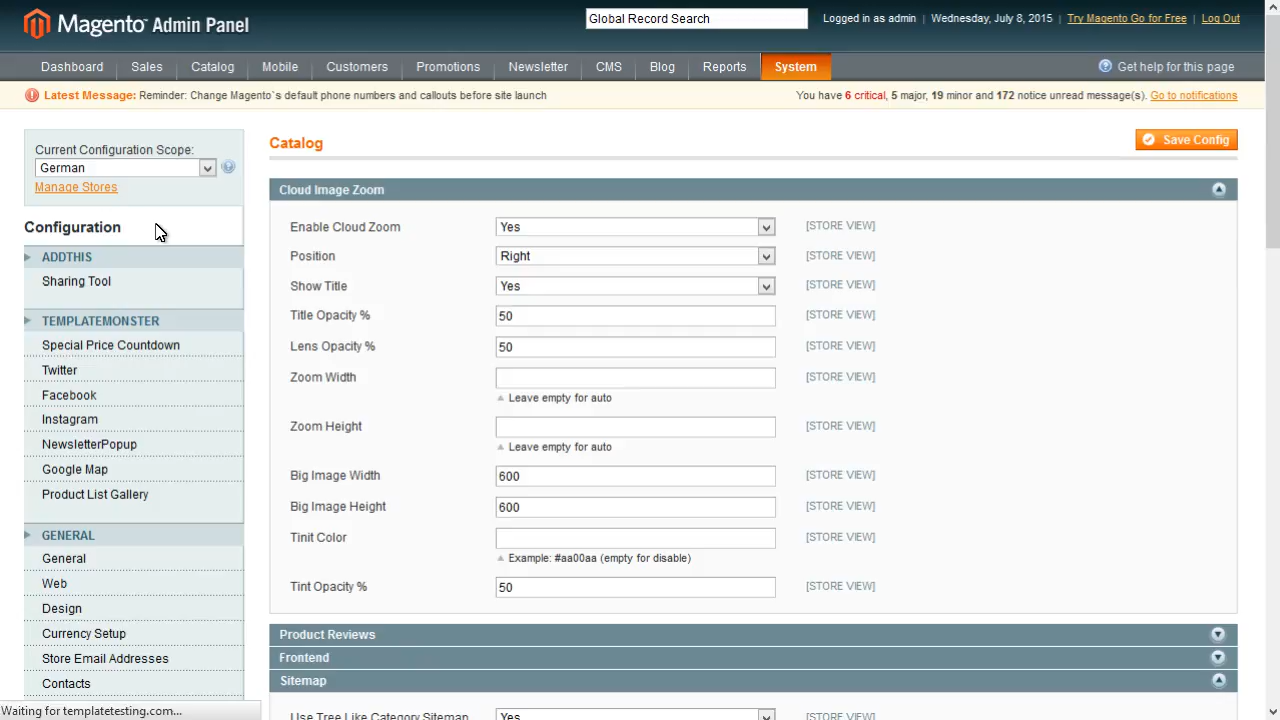 Magento Admin Panel
Global Record Search
Logged in as admin | Wednesday, July 8, 2015 | Try Magento Go for Free | Log Out
Dashboard Sales Catalog Mobile Customers Promotions Newsletter CMS Blog Reports System Get help for this page
Latest Message: Reminder: Change Magento`s default phone numbers and callouts before site launch You have 6 critical, 5 major, 19 minor and 172 notice unread message(s). Go to notifications
Current Configuration Scope:
German
Manage Stores
Configuration
ADDTHIS
Sharing Tool
TEMPLATEMONSTER
Special Price Countdown
Twitter
Facebook
Instagram
NewsletterPopup
Google Map
Product List Gallery
GENERAL
General
Web
Design
Currency Setup
Store Email Addresses
Contacts
Catalog
Save Config
Cloud Image Zoom
Enable Cloud Zoom Yes [STORE VIEW]
Position Right [STORE VIEW]
Show Title Yes [STORE VIEW]
Title Opacity % 50 [STORE VIEW]
Lens Opacity % 50 [STORE VIEW]
Zoom Width [STORE VIEW]
Leave empty for auto
Zoom Height [STORE VIEW]
Leave empty for auto
Big Image Width 600 [STORE VIEW]
Big Image Height 600 [STORE VIEW]
Tinit Color [STORE VIEW]
Example: #aa00aa (empty for disable)
Tint Opacity % 50 [STORE VIEW]
Product Reviews
Frontend
Sitemap
Use Tree Like Category Sitemap Yes [STORE VIEW]
Waiting for templatetesting.com...